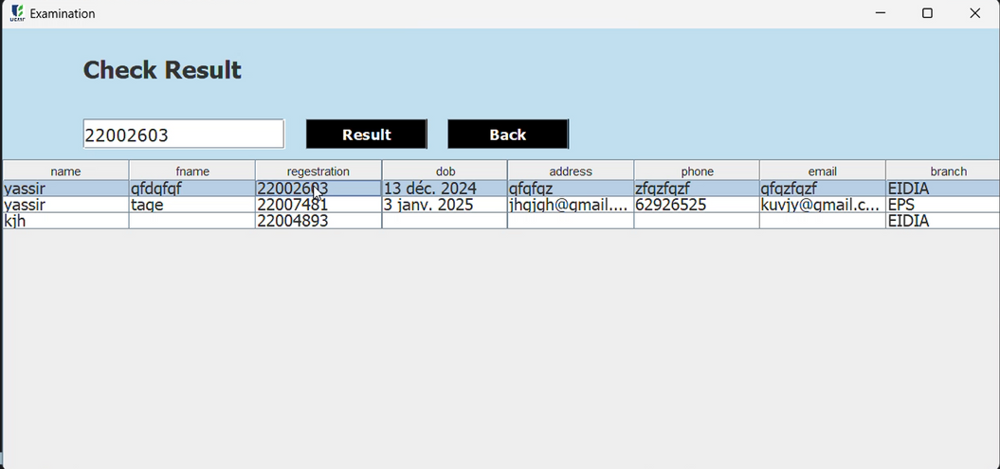 Examination
Check Result
22002603 Result Back
name fname regestration dob address phone email branch
yassir qfdqfqf 22002603 13 déc. 2024 qfqfqz zfqzfqzf qfqzfqzf EIDIA
yassir tage 22007481 3 janv. 2025 jhgjgh@gmail.... 62926525 kuvjy@gmail.c... EPS
kjh 22004893 EIDIA